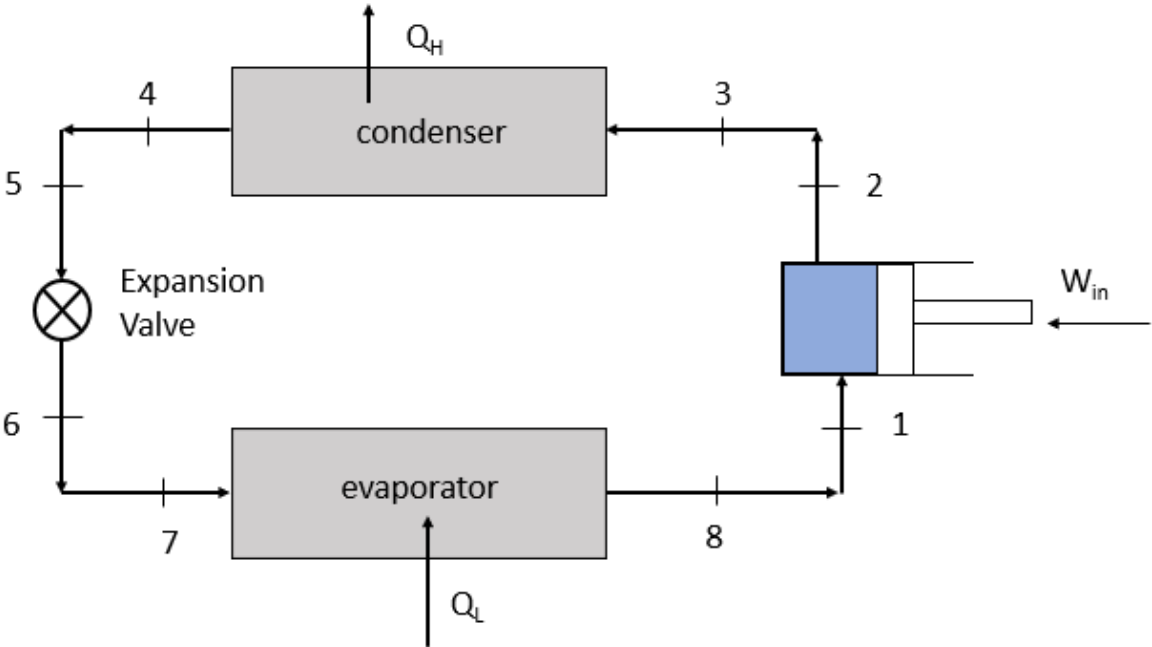 Q_H
4
3
condenser
5
2
Expansion
Valve
W_in
6
1
evaporator
7
8
Q_L